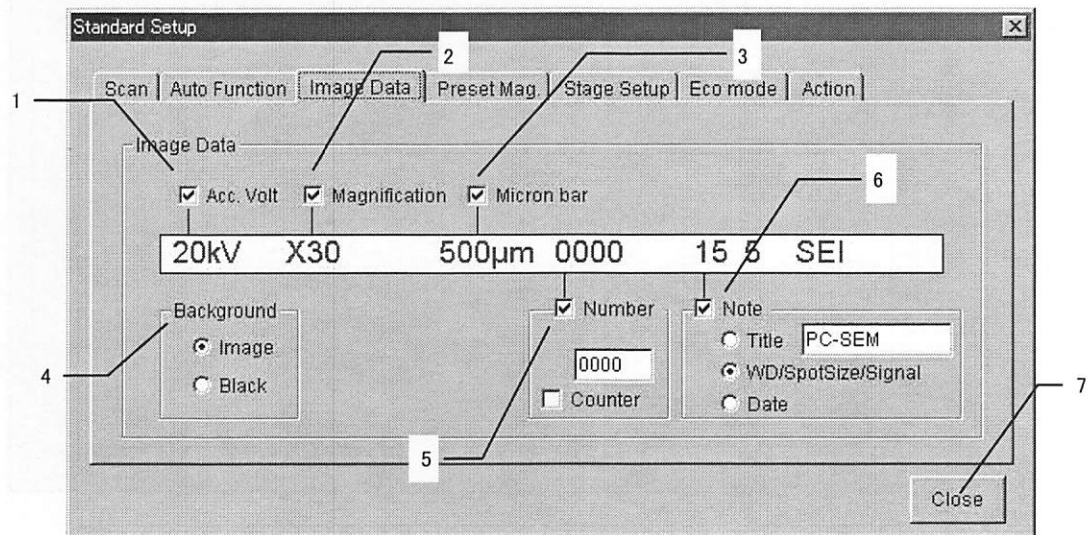 Standard Setup
2
3
Scan Auto Function Image Data Preset Mag. Stage Setup Eco mode Action
1
Image Data
6
Acc. Volt Magnification Micron bar
20kV X30 500µm 0000 15 5 SEI
Background Number Note
Image Title PC-SEM
4
0000 WD/SpotSize/Signal
7
Black Counter Date
5
Close